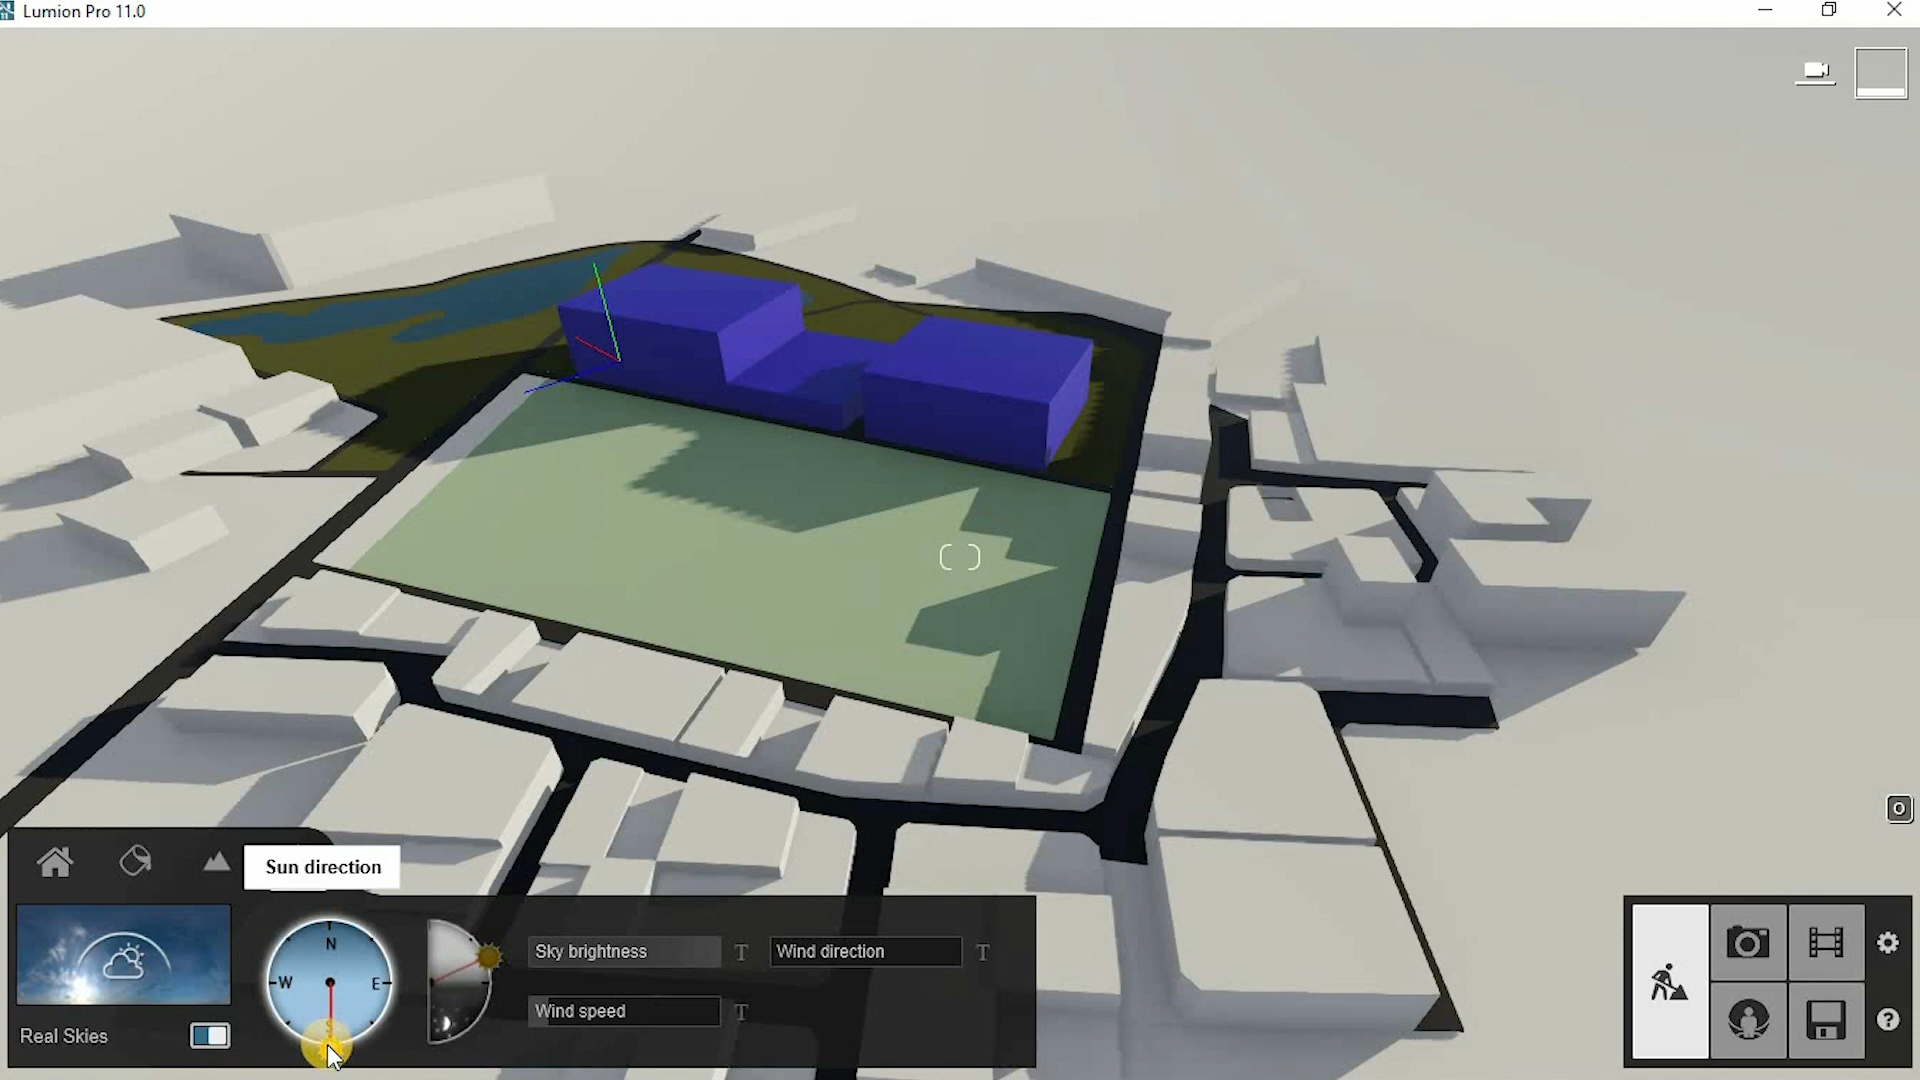 Lumion Pro 11.0
O
Sun direction
N
W
E
S
Sky brightness
T
Wind direction
T
Wind speed
T
Real Skies
?